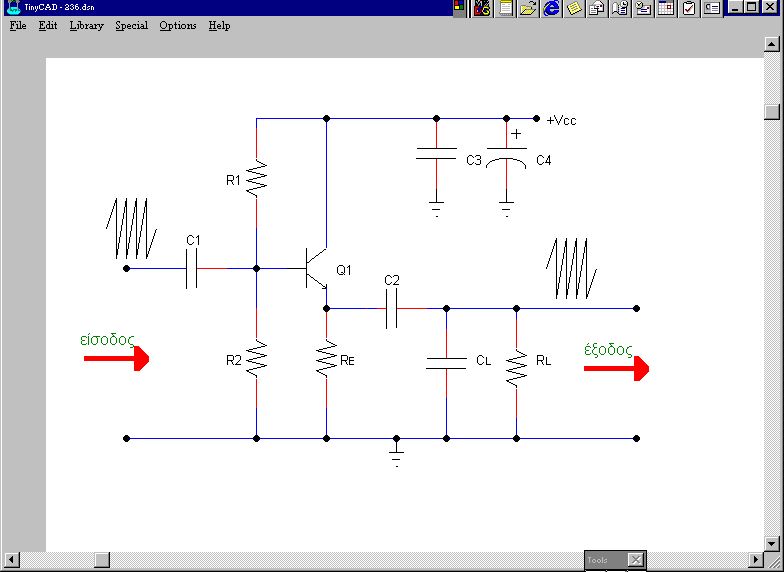 TinyCAD - 236.dsn
File Edit Library Special Options Help
+Vcc
+
C3 C4
R1
C1
Q1
C2
είσοδος
έξοδος
R2 RE CL RL
Tools